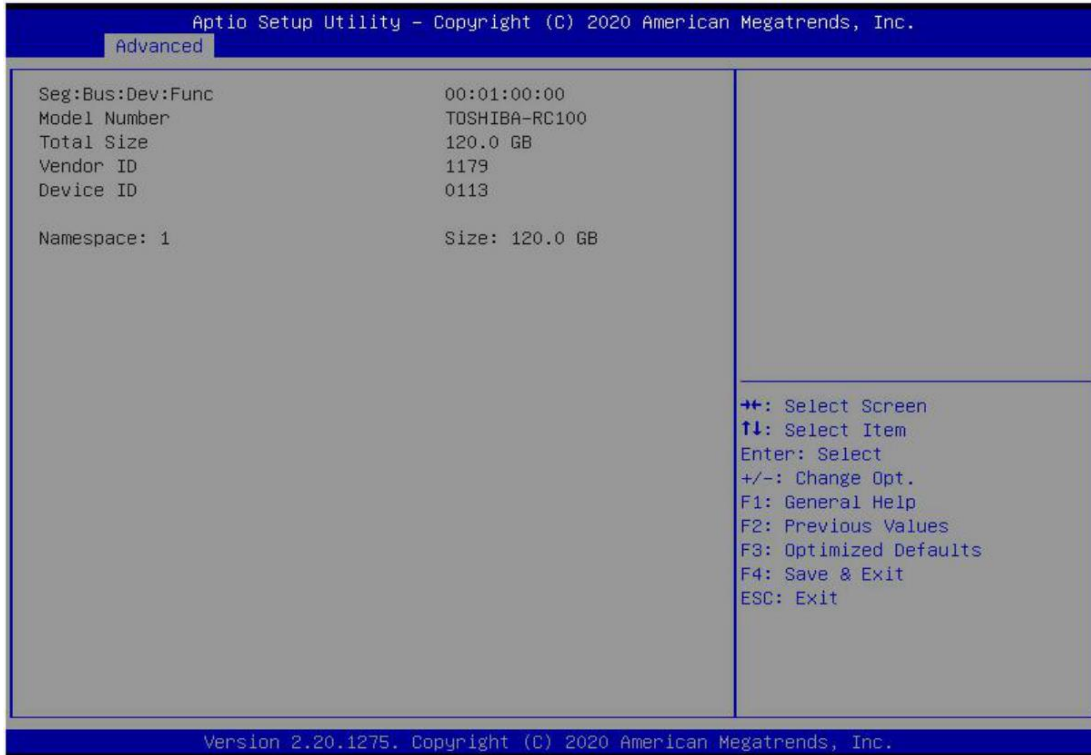 Aptio Setup Utility – Copyright (C) 2020 American Megatrends, Inc.
Advanced
Seg:Bus:Dev:Func 00:01:00:00
Model Number TOSHIBA-RC100
Total Size 120.0 GB
Vendor ID 1179
Device ID 0113
Namespace: 1 Size: 120.0 GB
→←: Select Screen
↑↓: Select Item
Enter: Select
+/-: Change Opt.
F1: General Help
F2: Previous Values
F3: Optimized Defaults
F4: Save & Exit
ESC: Exit
Version 2.20.1275. Copyright (C) 2020 American Megatrends, Inc.